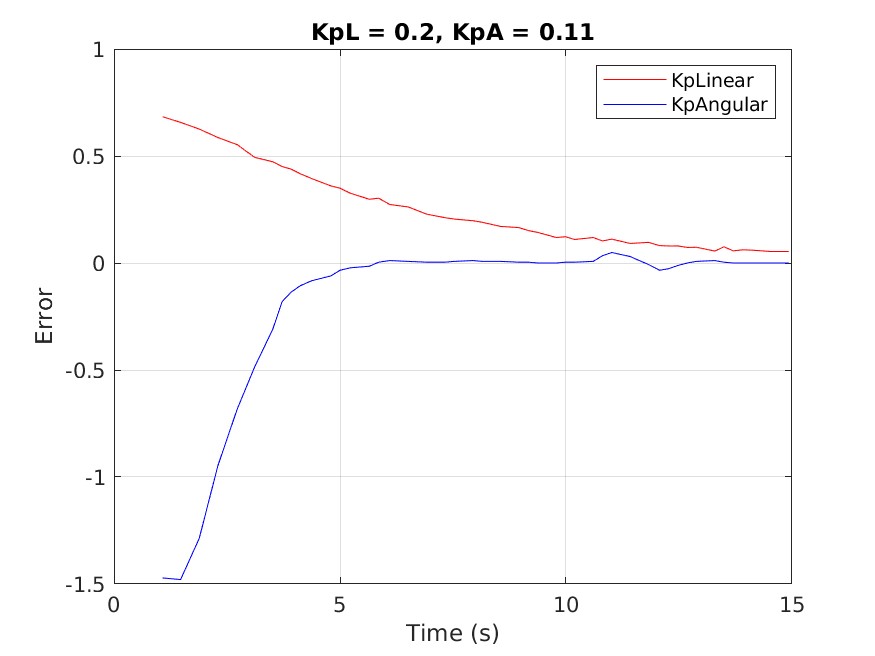 KpL = 0.2, KpA = 0.11
1
KpLinear
KpAngular
0.5
0
-0.5
-1
-1.5
Error
0 5 10 15
Time (s)